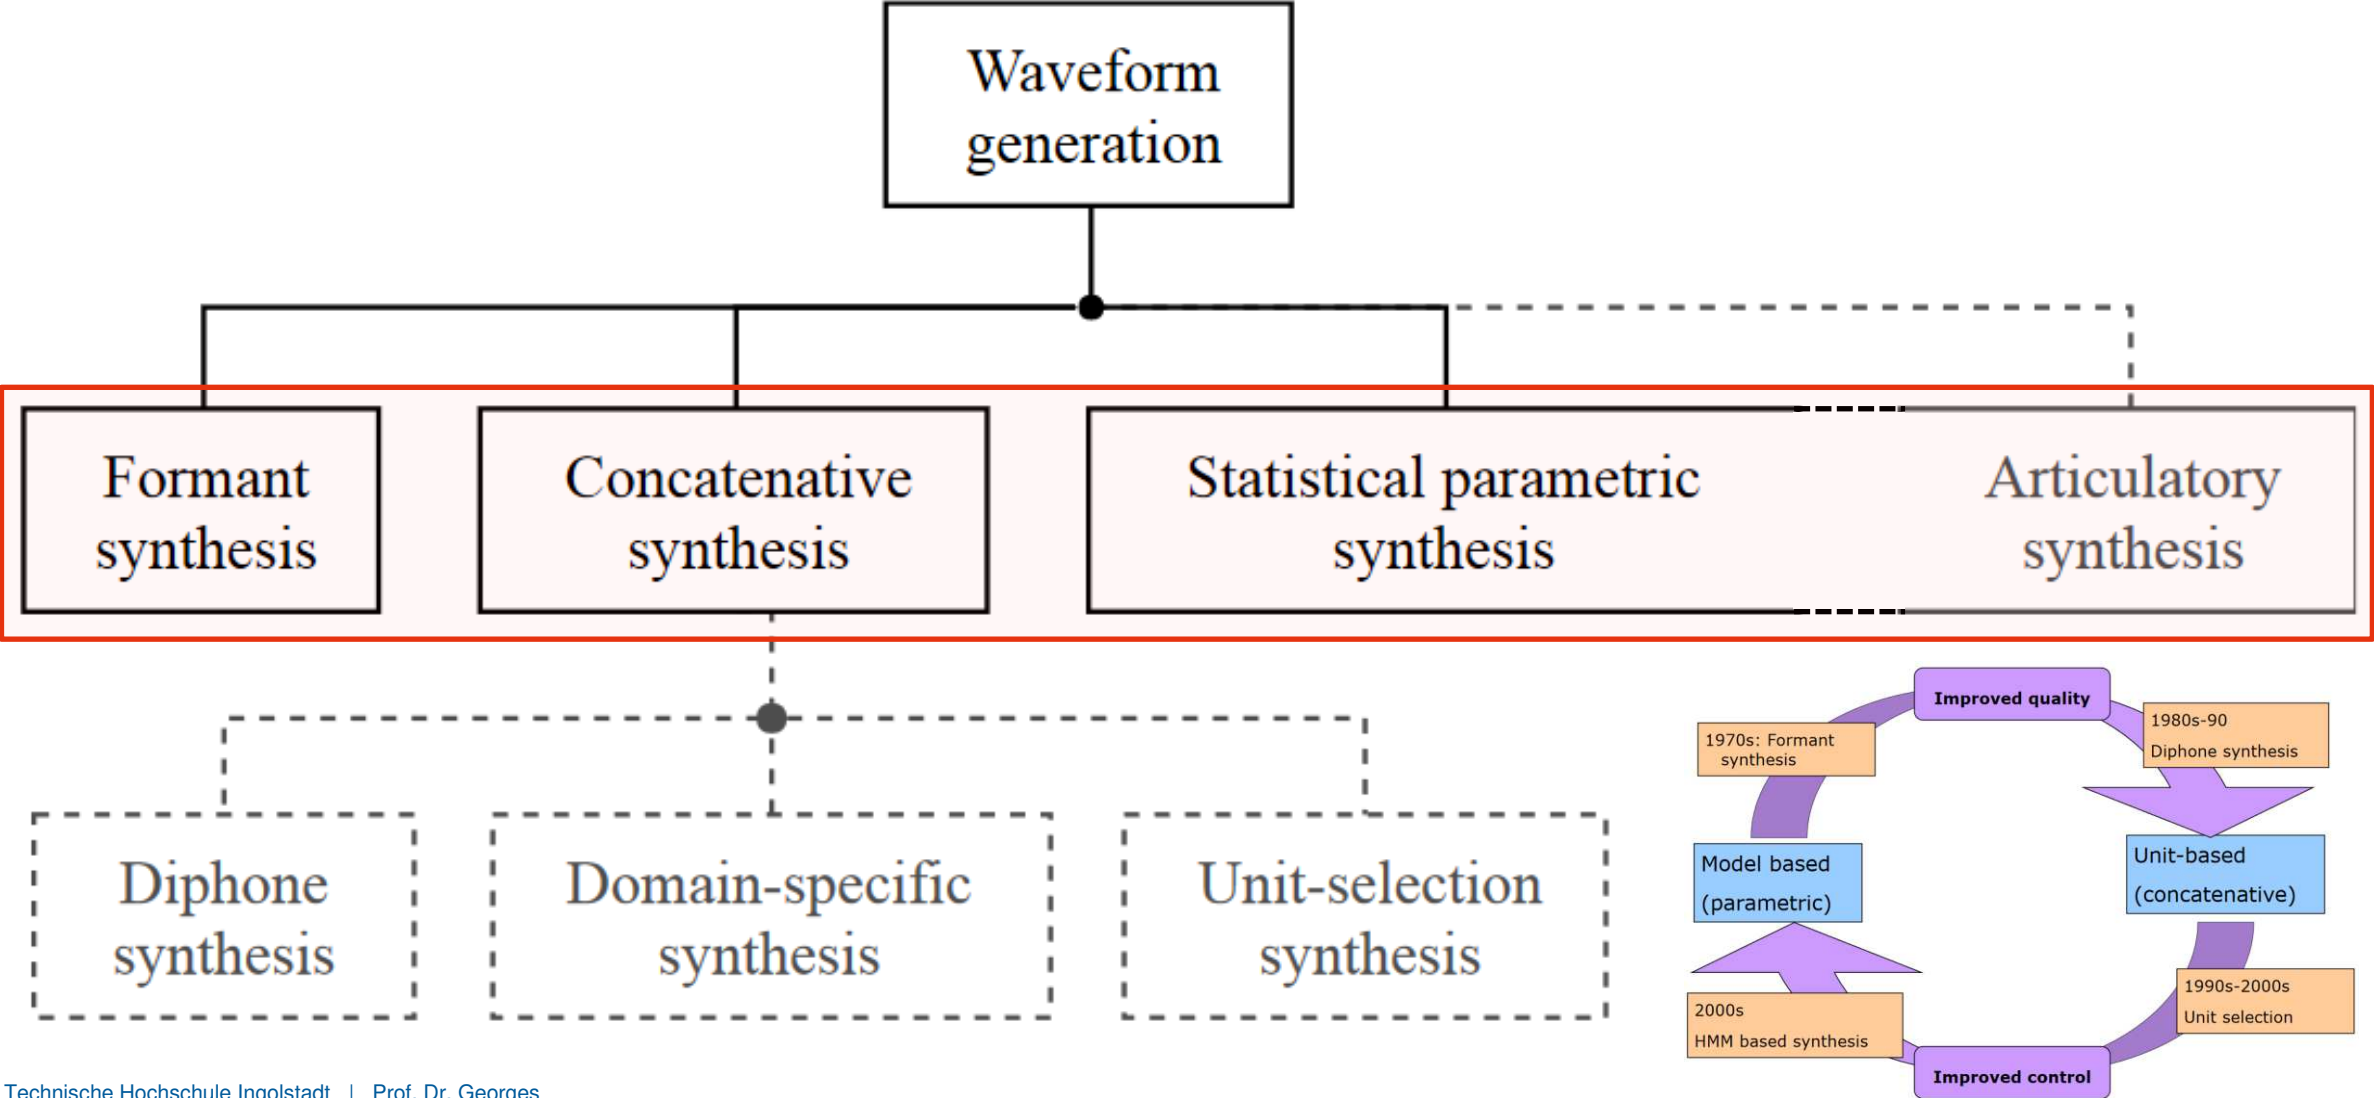 Waveform
generation
Formant
synthesis
Concatenative
synthesis
Statistical parametric
synthesis
Articulatory
synthesis
Diphone
synthesis
Domain-specific
synthesis
Unit-selection
synthesis
Improved quality
1970s: Formant
synthesis
1980s-90
Diphone synthesis
Model based
(parametric)
Unit-based
(concatenative)
2000s
HMM based synthesis
1990s-2000s
Unit selection
Improved control
Technische Hochschule Ingolstadt | Prof. Dr. Georges